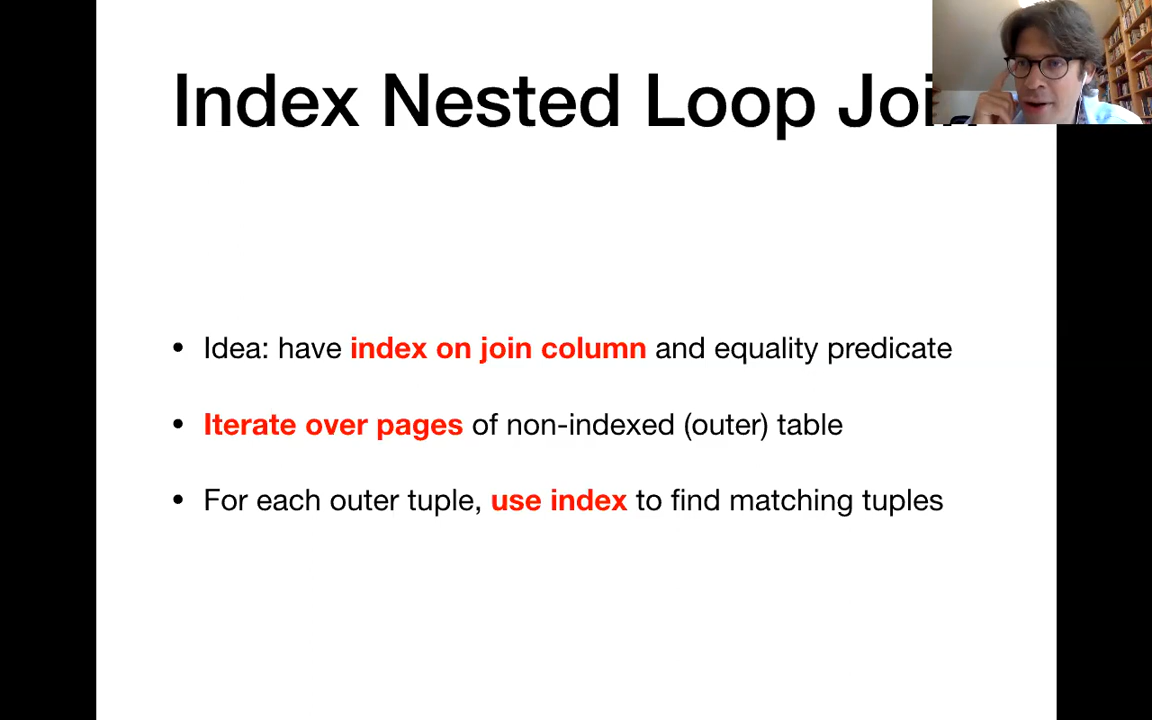 Index Nested Loop Join
• Idea: have index on join column and equality predicate
• Iterate over pages of non-indexed (outer) table
• For each outer tuple, use index to find matching tuples